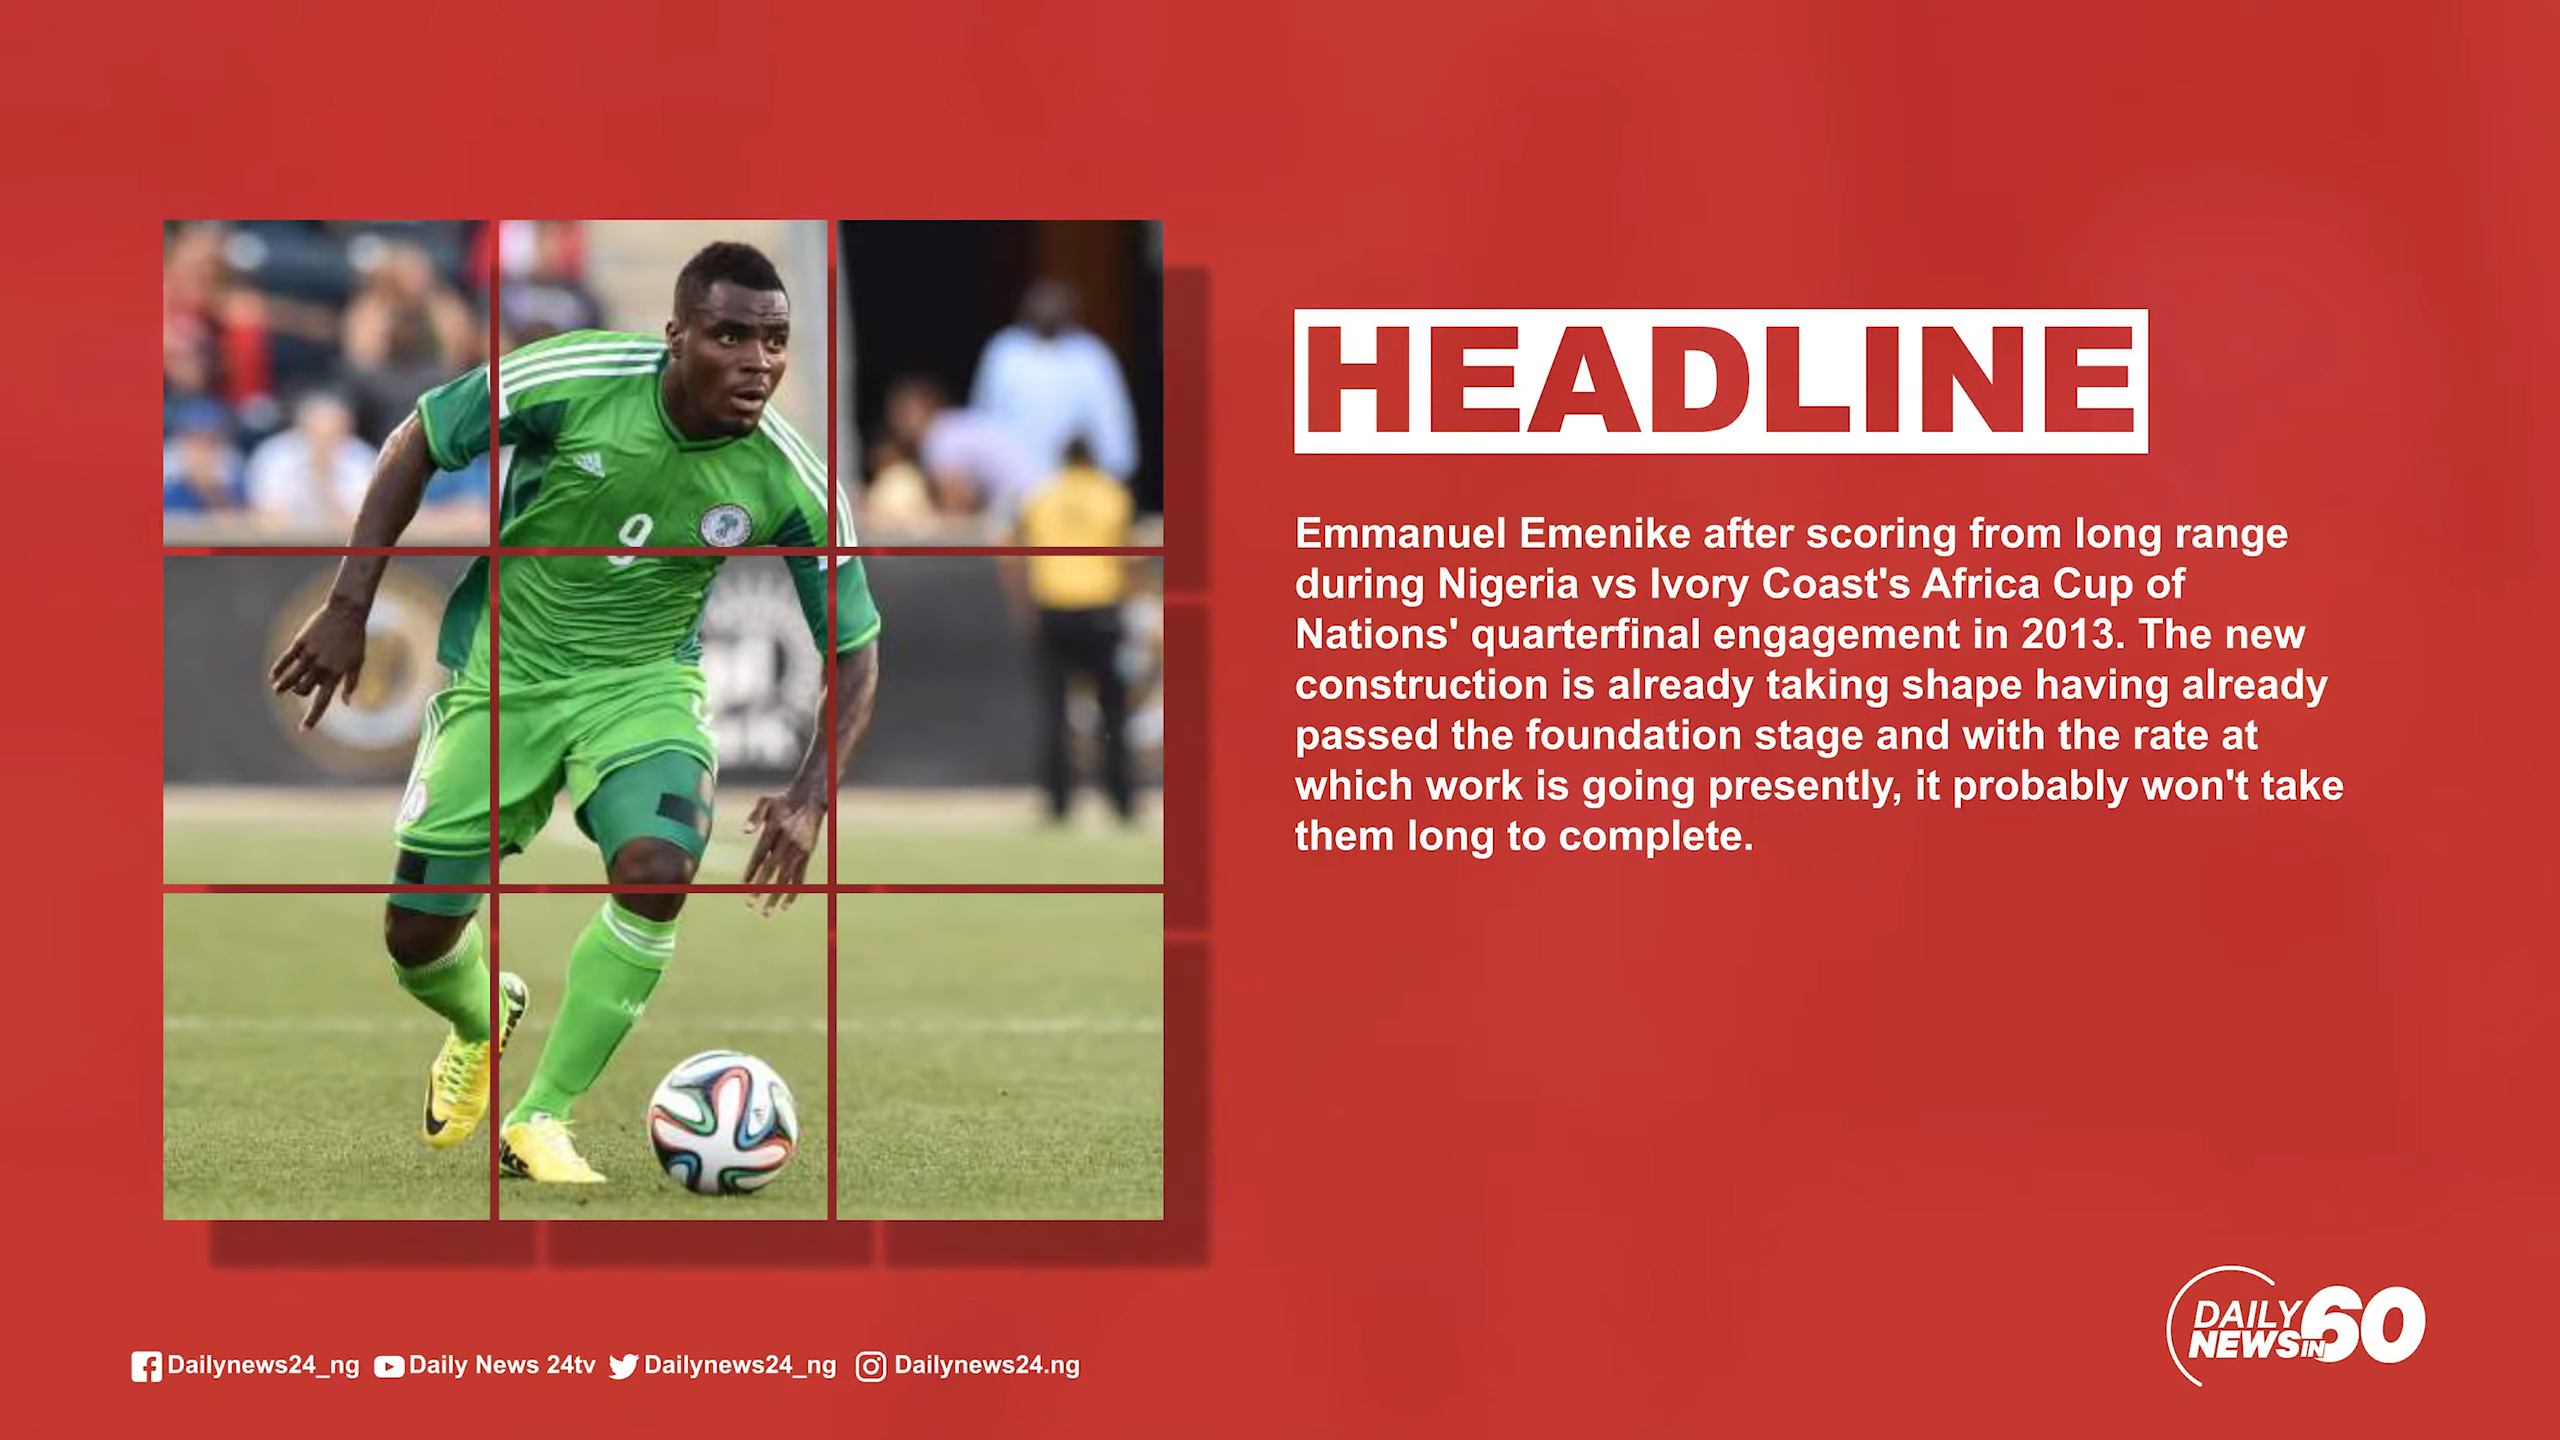 HEADLINE
Emmanuel Emenike after scoring from long range
during Nigeria vs Ivory Coast's Africa Cup of
Nations' quarterfinal engagement in 2013. The new
construction is already taking shape having already
passed the foundation stage and with the rate at
which work is going presently, it probably won't take
them long to complete.
9
Dailynews24_ng Daily News 24tv Dailynews24_ng Dailynews24.ng
DAILY
NEWS IN 60